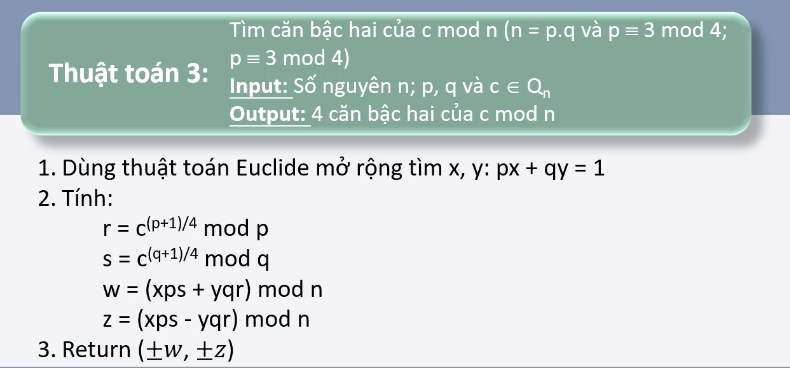 Thuật toán 3:
Tìm căn bậc hai của c mod n (n = p.q và p ≡ 3 mod 4;
p ≡ 3 mod 4)
Input: Số nguyên n; p, q và c ∈ Qₙ
Output: 4 căn bậc hai của c mod n
1. Dùng thuật toán Euclide mở rộng tìm x, y: px + qy = 1
2. Tính:
r = c^(p+1)/4 mod p
s = c^(q+1)/4 mod q
w = (xps + yqr) mod n
z = (xps - yqr) mod n
3. Return (±w, ±z)